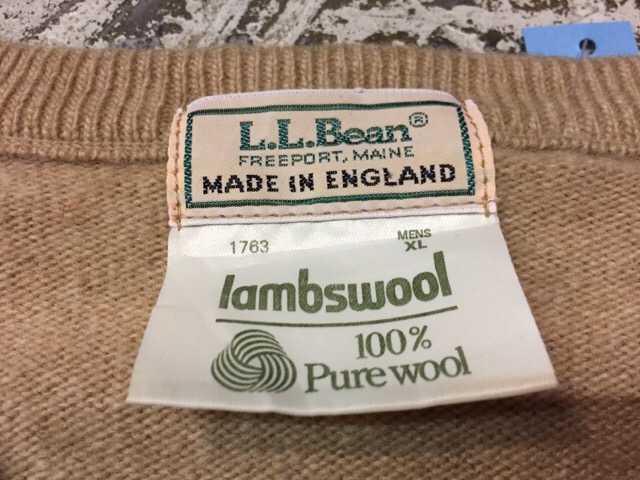 L.L.Bean®
FREEPORT, MAINE
MADE IN ENGLAND
1763
MENS
XL
lambswool
100%
Pure wool